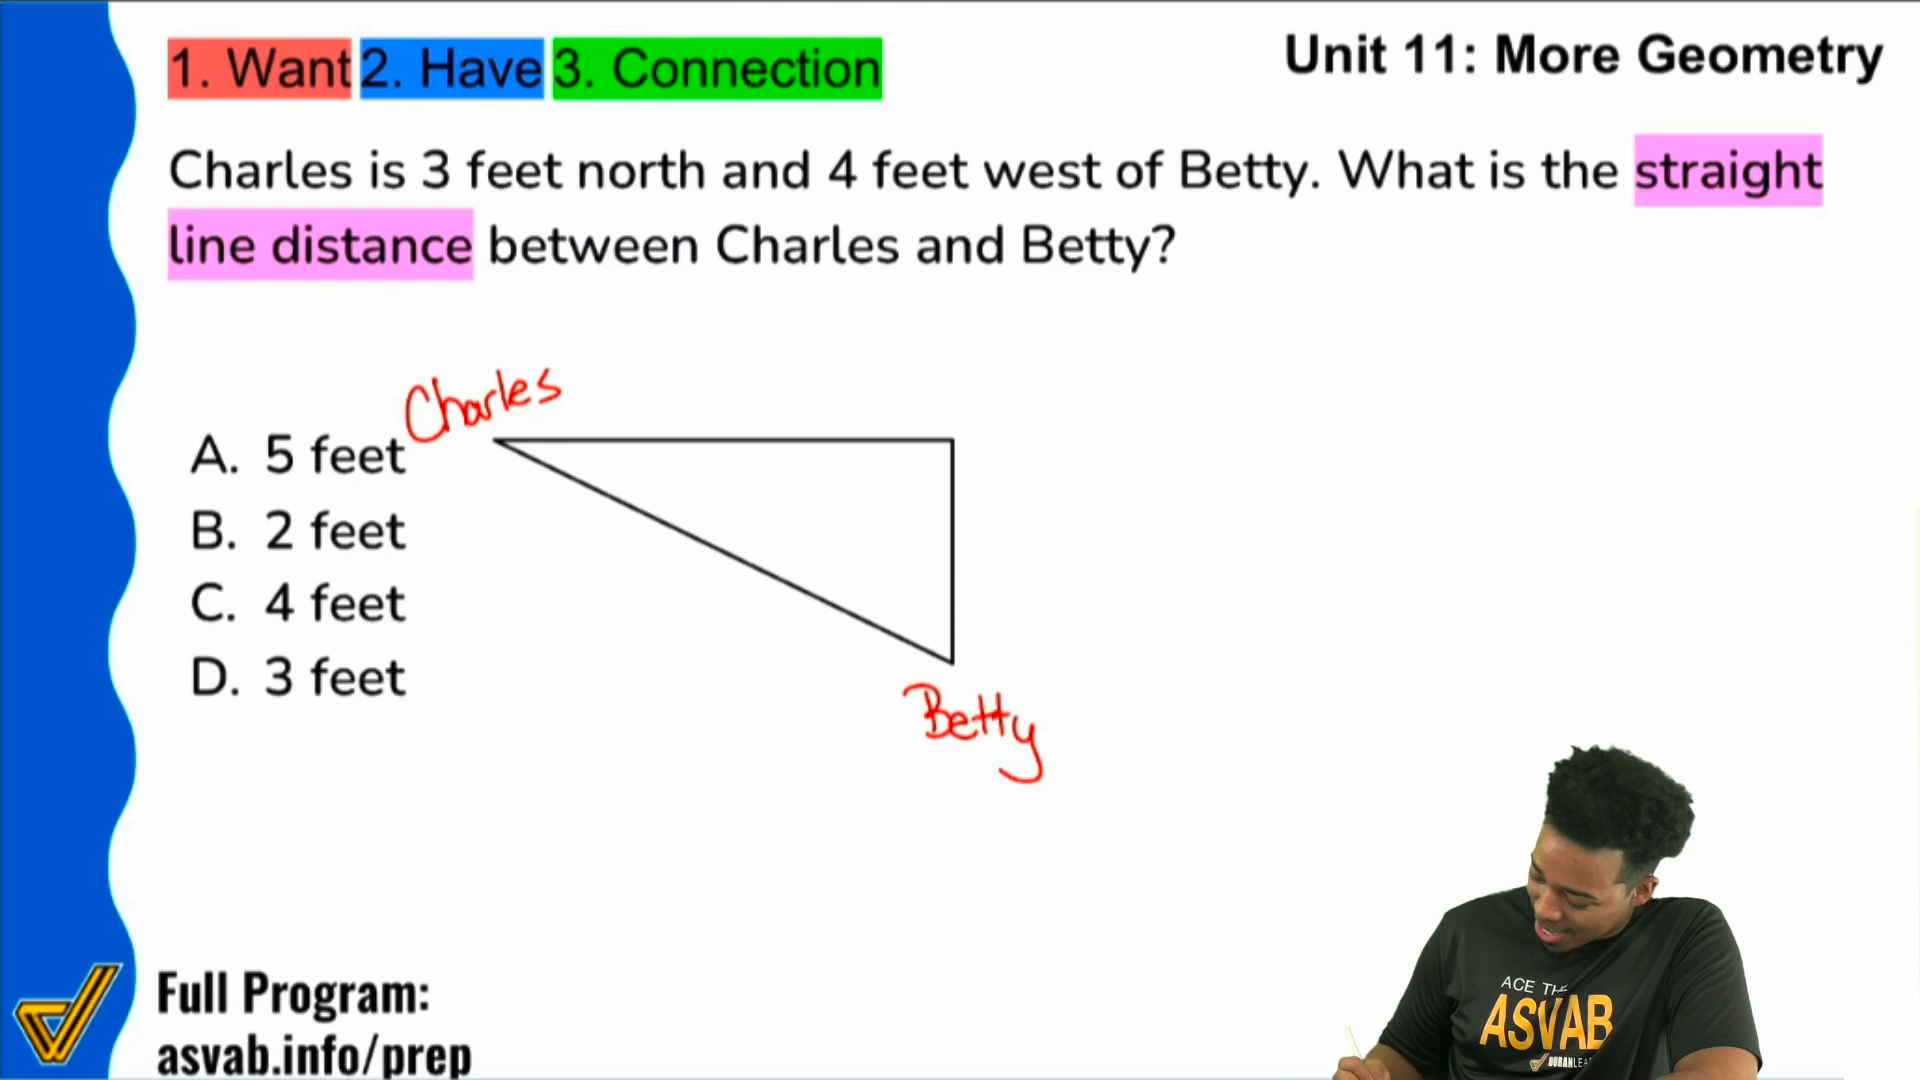 1. Want 2. Have 3. Connection
Unit 11: More Geometry
Charles is 3 feet north and 4 feet west of Betty. What is the straight
line distance between Charles and Betty?
Charles
A. 5 feet
B. 2 feet
C. 4 feet
D. 3 feet
Betty
ACE THE
ASVAB
Full Program:
asvab.info/prep